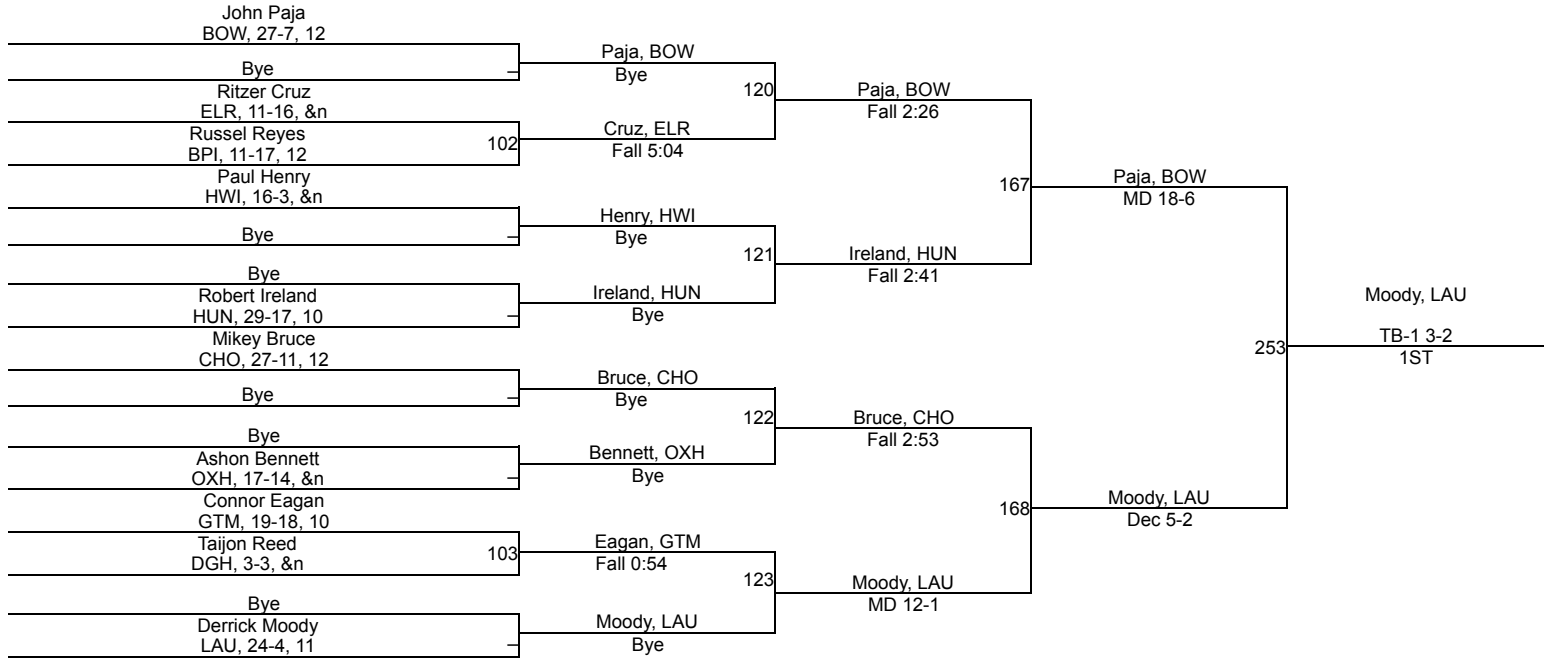 John Paja
BOW, 27-7, 12
Bye
–
Ritzer Cruz
ELR, 11-16, &n
Russel Reyes
BPI, 11-17, 12
102
Paul Henry
HWI, 16-3, &n
Bye
–
Bye
Robert Ireland
HUN, 29-17, 10
–
Mikey Bruce
CHO, 27-11, 12
Bye
–
Bye
Ashon Bennett
OXH, 17-14, &n
–
Connor Eagan
GTM, 19-18, 10
Taijon Reed
DGH, 3-3, &n
103
Bye
Derrick Moody
LAU, 24-4, 11
–
Paja, BOW
Bye
120
Cruz, ELR
Fall 5:04
Henry, HWI
Bye
121
Ireland, HUN
Bye
Bruce, CHO
Bye
122
Bennett, OXH
Bye
Eagan, GTM
Fall 0:54
123
Moody, LAU
Bye
Paja, BOW
Fall 2:26
167
Ireland, HUN
Fall 2:41
Bruce, CHO
Fall 2:53
168
Moody, LAU
MD 12-1
Paja, BOW
MD 18-6
253
Moody, LAU
Dec 5-2
Moody, LAU
TB-1 3-2
1ST